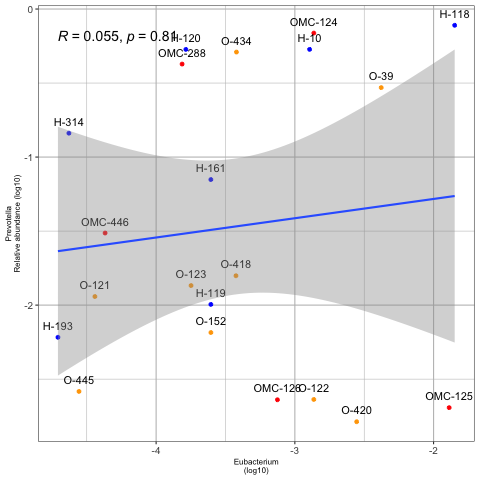 0
H-118
OMC-124
R = 0.055, p = 0.81
H-120
O-434
H-10
OMC-288
O-39
H-314
-1
H-161
OMC-446
O-418
O-123
O-121
H-119
-2
O-152
H-193
O-445
OMC-126
O-122
OMC-125
O-420
Prevotella
Relative abundance (log10)
-4
-3
-2
Eubacterium
(log10)